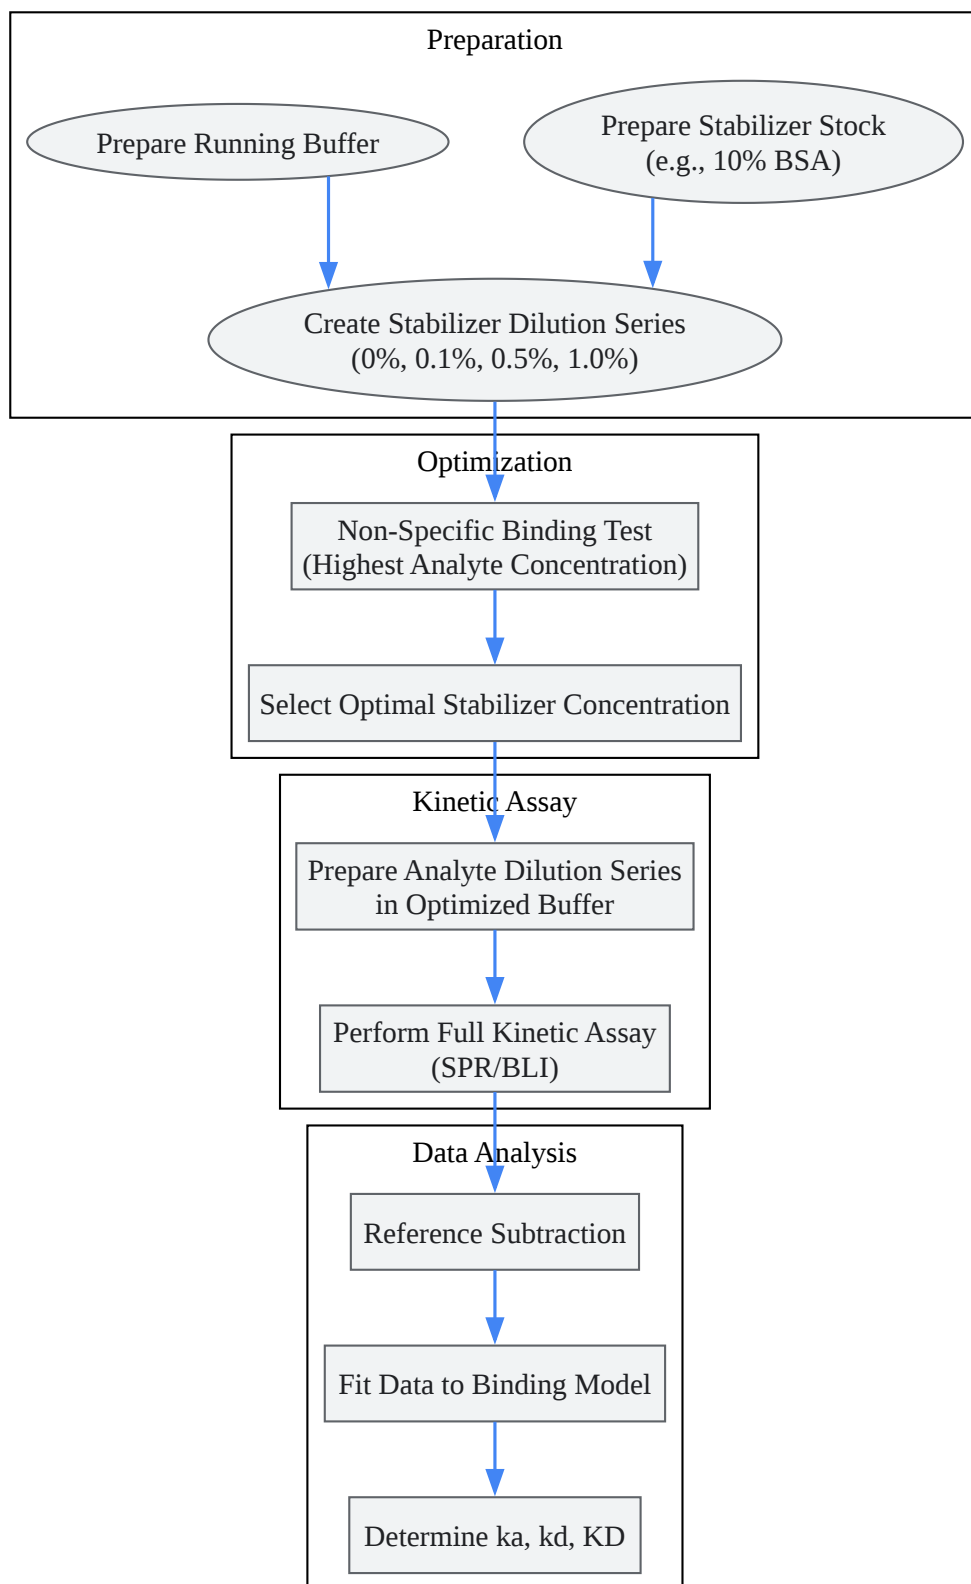 Preparation
Prepare Running Buffer
Prepare Stabilizer Stock
(e.g., 10% BSA)
Create Stabilizer Dilution Series
(0%, 0.1%, 0.5%, 1.0%)
Optimization
Non-Specific Binding Test
(Highest Analyte Concentration)
Select Optimal Stabilizer Concentration
Kinetic Assay
Prepare Analyte Dilution Series
in Optimized Buffer
Perform Full Kinetic Assay
(SPR/BLI)
Data Analysis
Reference Subtraction
Fit Data to Binding Model
Determine ka, kd, KD